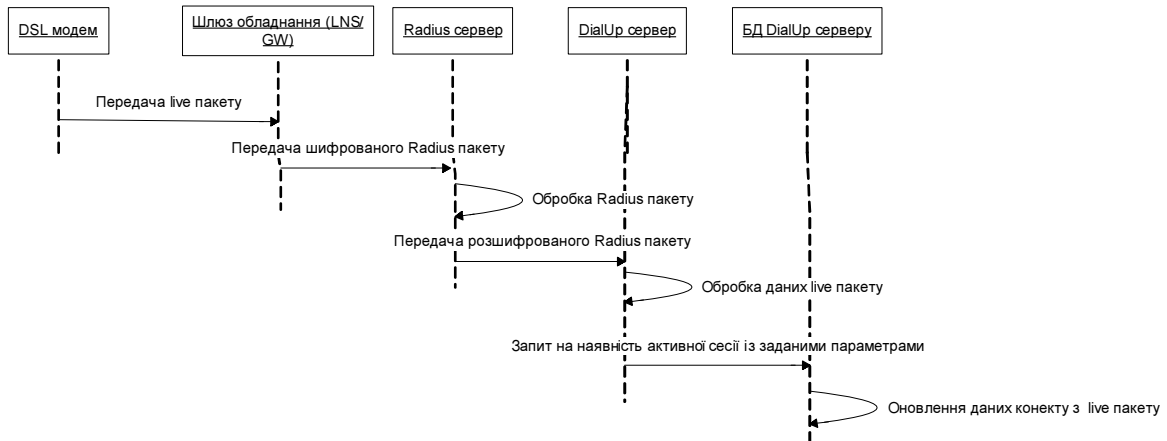 DSL модем
Шлюз обладнання (LNS/
GW)
Radius сервер
DialUp сервер
БД DialUp серверу
Передача live пакету
Передача шифрованого Radius пакету
Обробка Radius пакету
Передача розшифрованого Radius пакету
Обробка даних live пакету
Запит на наявність активної сесії із заданими параметрами
Оновлення даних конекту з live пакету